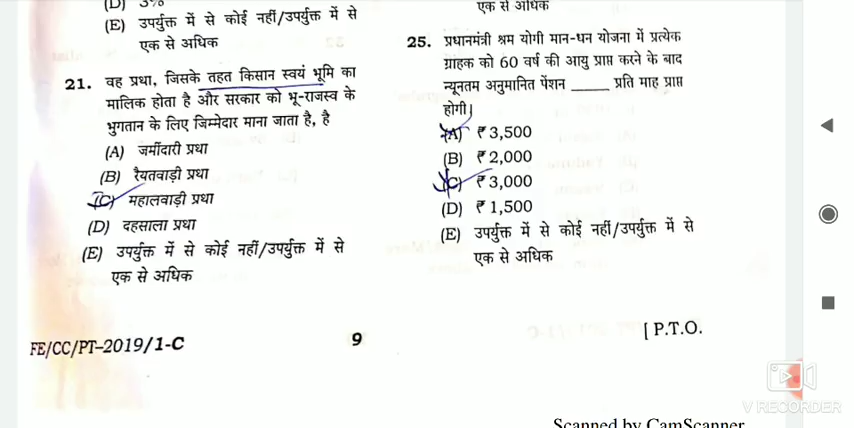 (D) 3%
(E) उपर्युक्त में से कोई नहीं/उपर्युक्त में से
एक से अधिक
21. वह प्रथा, जिसके तहत किसान स्वयं भूमि का
मालिक होता है और सरकार को भू-राजस्व के
भुगतान के लिए जिम्मेदार माना जाता है, है
(A) जमींदारी प्रथा
(B) रैयतवाड़ी प्रथा
(C) महालवाड़ी प्रथा
(D) दहसाला प्रथा
(E) उपर्युक्त में से कोई नहीं/उपर्युक्त में से
एक से अधिक
एक से अधिक
25. प्रधानमंत्री श्रम योगी मान-धन योजना में प्रत्येक
ग्राहक को 60 वर्ष की आयु प्राप्त करने के बाद
न्यूनतम अनुमानित पेंशन ______ प्रति माह प्राप्त
होगी।
(A) ₹ 3,500
(B) ₹ 2,000
(C) ₹ 3,000
(D) ₹ 1,500
(E) उपर्युक्त में से कोई नहीं/उपर्युक्त में से
एक से अधिक
FE/CC/PT-2019/1-C
9
[ P.T.O.
V RECORDER
Scanned by CamScanner